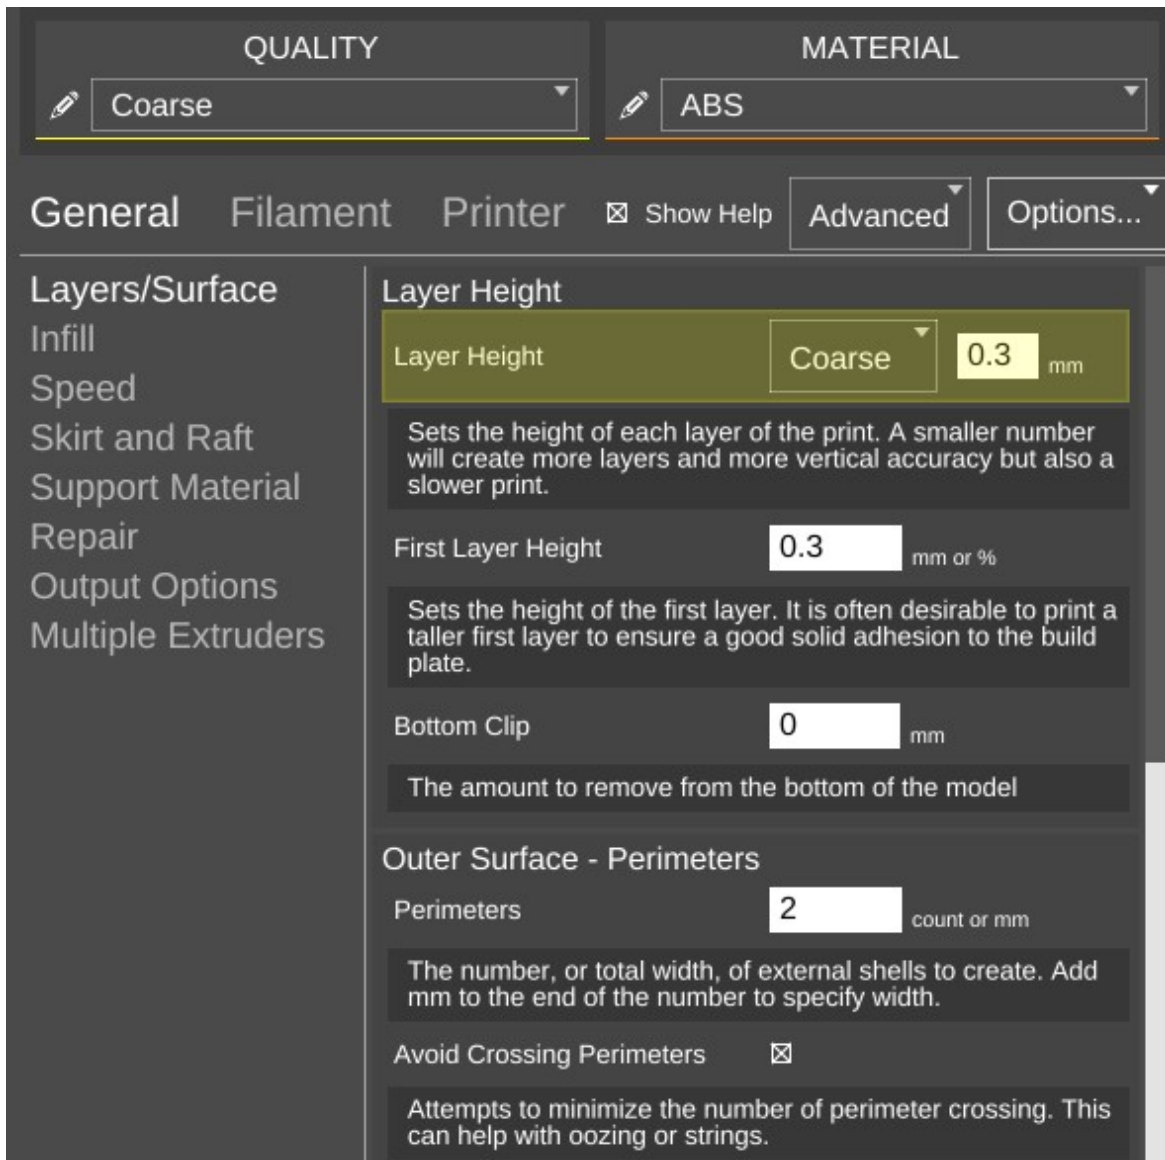 QUALITY
MATERIAL
Coarse
ABS
General Filament Printer Show Help Advanced Options...
Layers/Surface
Infill
Speed
Skirt and Raft
Support Material
Repair
Output Options
Multiple Extruders
Layer Height
Layer Height Coarse 0.3 mm
Sets the height of each layer of the print. A smaller number
will create more layers and more vertical accuracy but also a
slower print.
First Layer Height 0.3 mm or %
Sets the height of the first layer. It is often desirable to print a
taller first layer to ensure a good solid adhesion to the build
plate.
Bottom Clip 0 mm
The amount to remove from the bottom of the model
Outer Surface - Perimeters
Perimeters 2 count or mm
The number, or total width, of external shells to create. Add
mm to the end of the number to specify width.
Avoid Crossing Perimeters
Attempts to minimize the number of perimeter crossing. This
can help with oozing or strings.